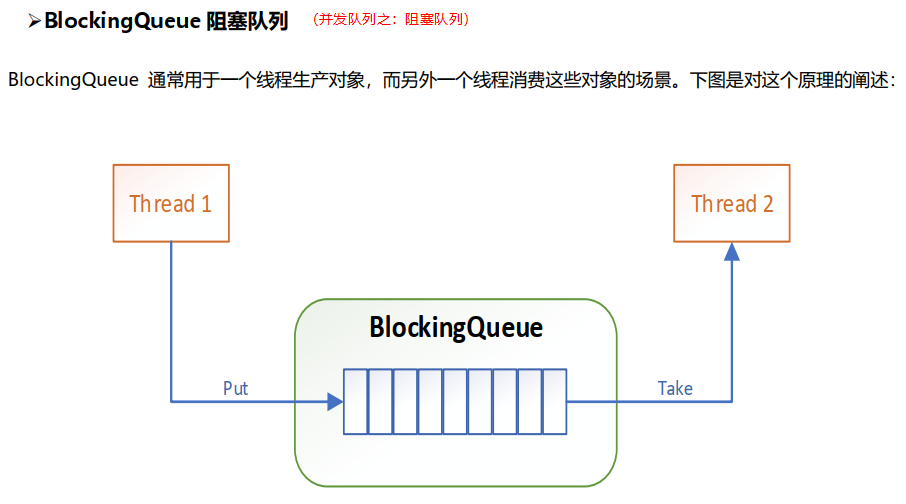 ➢BlockingQueue 阻塞队列 （并发队列之：阻塞队列）
BlockingQueue 通常用于一个线程生产对象，而另外一个线程消费这些对象的场景。下图是对这个原理的阐述：
Thread 1
Thread 2
BlockingQueue
Put
Take